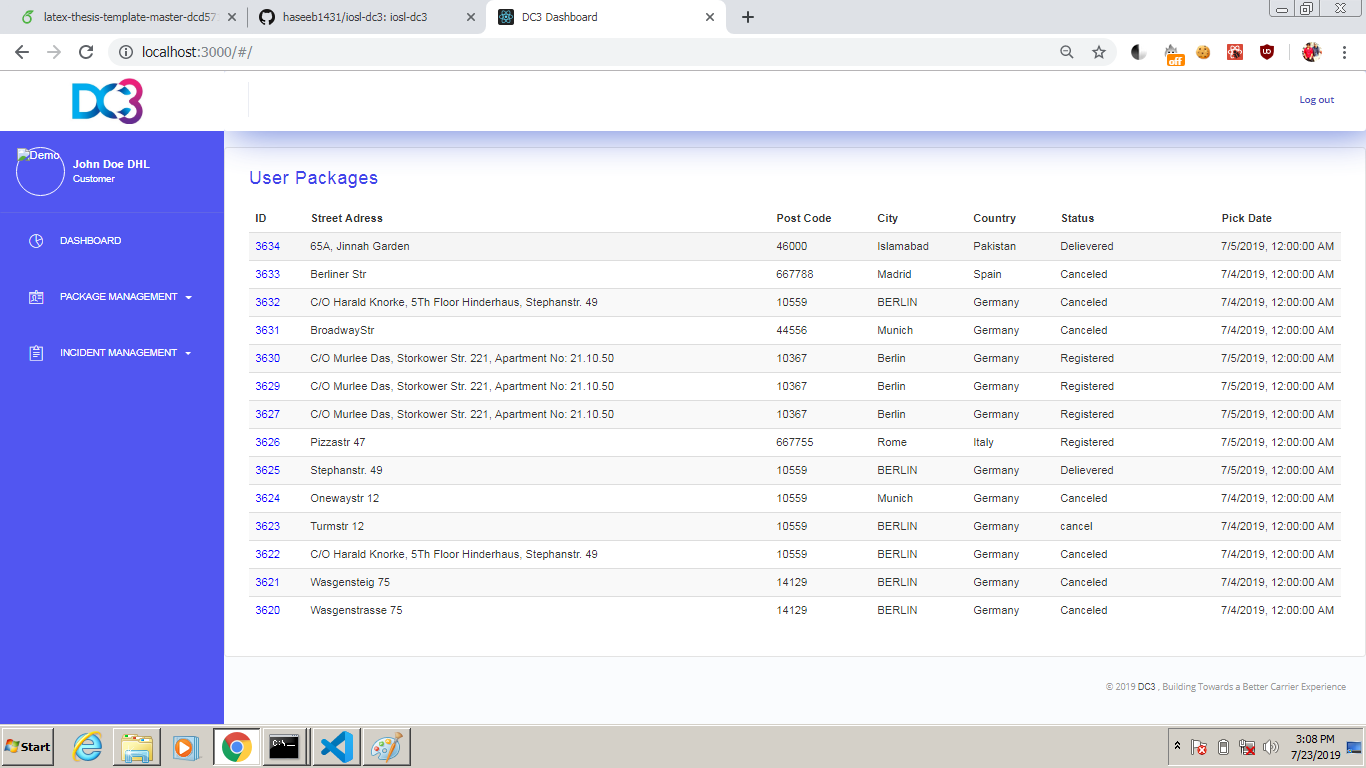 latex-thesis-template-master-dcd57
haseeb1431/iosl-dc3: iosl-dc3
DC3 Dashboard
localhost:3000/#/
off
DC3
Log out
Demo
John Doe DHL
Customer
DASHBOARD
PACKAGE MANAGEMENT
INCIDENT MANAGEMENT
User Packages
ID Street Adress Post Code City Country Status Pick Date
3634 65A, Jinnah Garden 46000 Islamabad Pakistan Delievered 7/5/2019, 12:00:00 AM
3633 Berliner Str 667788 Madrid Spain Canceled 7/4/2019, 12:00:00 AM
3632 C/O Harald Knorke, 5Th Floor Hinderhaus, Stephanstr. 49 10559 BERLIN Germany Canceled 7/4/2019, 12:00:00 AM
3631 BroadwayStr 44556 Munich Germany Canceled 7/4/2019, 12:00:00 AM
3630 C/O Murlee Das, Storkower Str. 221, Apartment No: 21.10.50 10367 Berlin Germany Registered 7/5/2019, 12:00:00 AM
3629 C/O Murlee Das, Storkower Str. 221, Apartment No: 21.10.50 10367 Berlin Germany Registered 7/5/2019, 12:00:00 AM
3627 C/O Murlee Das, Storkower Str. 221, Apartment No: 21.10.50 10367 Berlin Germany Registered 7/5/2019, 12:00:00 AM
3626 Pizzastr 47 667755 Rome Italy Registered 7/5/2019, 12:00:00 AM
3625 Stephanstr. 49 10559 BERLIN Germany Delievered 7/5/2019, 12:00:00 AM
3624 Onewaystr 12 10559 Munich Germany Canceled 7/4/2019, 12:00:00 AM
3623 Turmstr 12 10559 BERLIN Germany cancel 7/4/2019, 12:00:00 AM
3622 C/O Harald Knorke, 5Th Floor Hinderhaus, Stephanstr. 49 10559 BERLIN Germany Canceled 7/4/2019, 12:00:00 AM
3621 Wasgensteig 75 14129 BERLIN Germany Canceled 7/4/2019, 12:00:00 AM
3620 Wasgenstrasse 75 14129 BERLIN Germany Canceled 7/4/2019, 12:00:00 AM
© 2019 DC3 , Building Towards a Better Carrier Experience
Start
C:\.
3:08 PM
7/23/2019